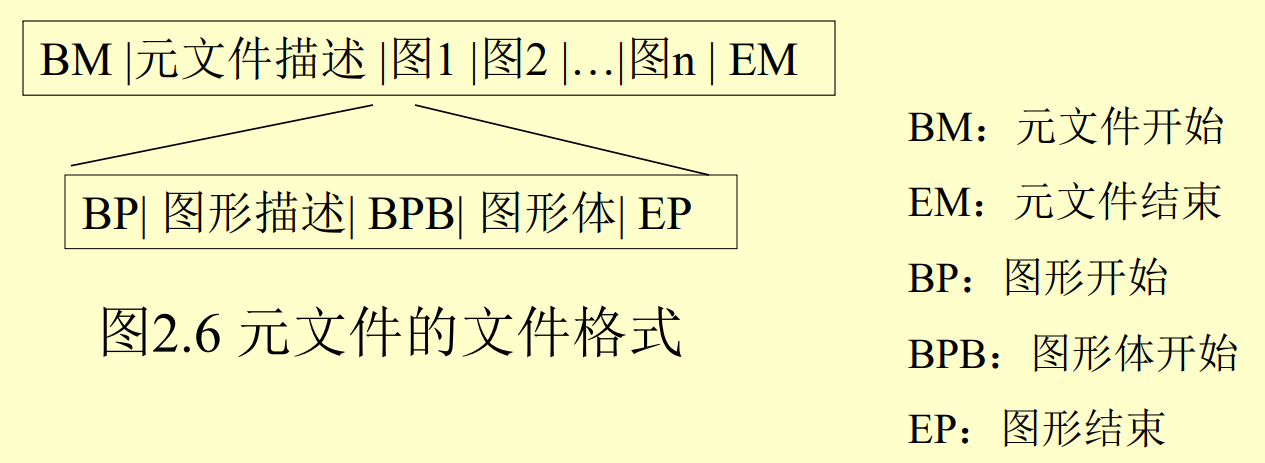 BM |元文件描述 |图1 |图2 |…|图n | EM
BP| 图形描述| BPB| 图形体| EP
图2.6 元文件的文件格式
BM：元文件开始
EM：元文件结束
BP：图形开始
BPB：图形体开始
EP：图形结束